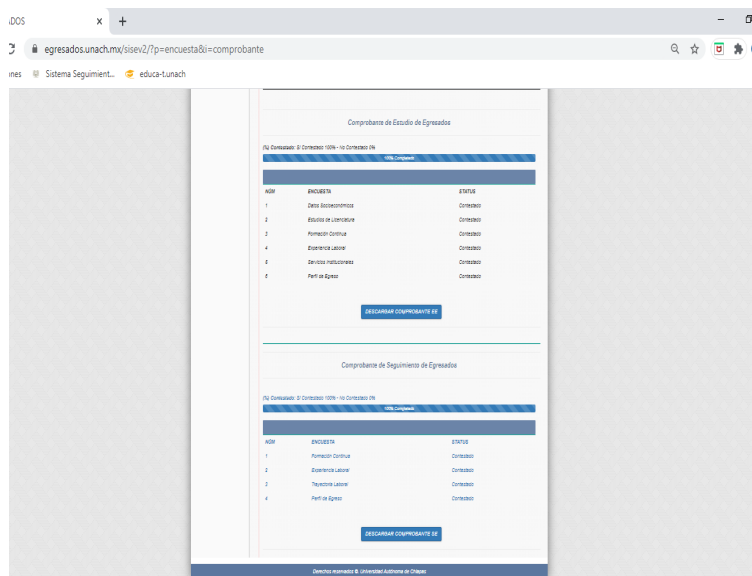 ADOS
egresados.unach.mx/sisev2/?p=encuesta&i=comprobante
ones Sistema Seguimient... educa-t.unach
Comprobante de Estudio de Egresados
(%) Contestado: S/ Contestado 100% - No Contestado 0%
100% Completado
NÚM ENCUESTA STATUS
1 Datos Socioeconómicos Contestado
2 Estudios de Licenciatura Contestado
3 Formación Continua Contestado
4 Experiencia Laboral Contestado
5 Servicios Institucionales Contestado
6 Perfil de Egreso Contestado
DESCARGAR COMPROBANTE EE
Comprobante de Seguimiento de Egresados
(%) Contestado: S/ Contestado 100% - No Contestado 0%
100% Completado
NÚM ENCUESTA STATUS
1 Formación Continua Contestado
2 Experiencia Laboral Contestado
3 Trayectoria Laboral Contestado
4 Perfil de Egreso Contestado
DESCARGAR COMPROBANTE SE
Derechos reservados ©. Universidad Autónoma de Chiapas